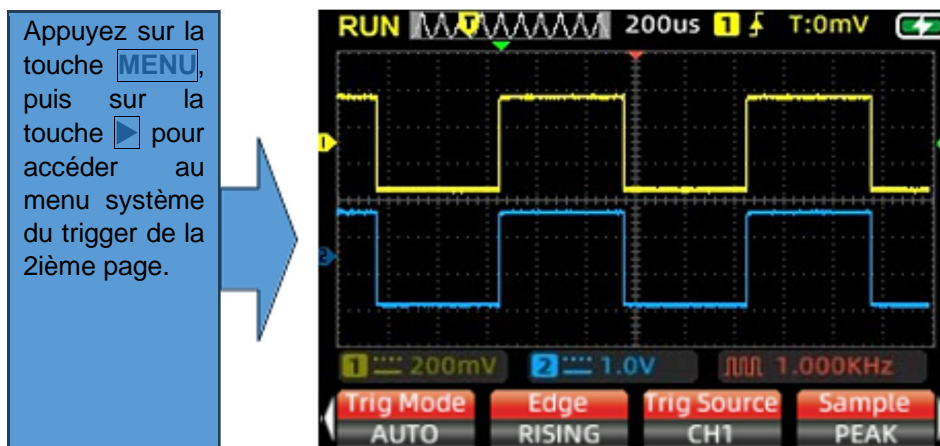 Appuyez sur la
touche MENU,
puis sur la
touche ▶ pour
accéder au
menu système
du trigger de la
2ième page.
RUN T 200us 1 T:0mV
1
2
1 200mV 2 1.0V 1.000KHz
Trig Mode Edge Trig Source Sample
AUTO RISING CH1 PEAK